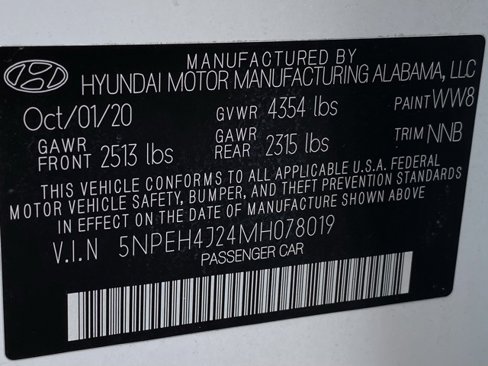 MANUFACTURED BY
HYUNDAI MOTOR MANUFACTURING ALABAMA, LLC
Oct/01/20 GVWR 4354 lbs PAINT WW8
GAWR FRONT 2513 lbs GAWR REAR 2315 lbs TRIM NNB
THIS VEHICLE CONFORMS TO ALL APPLICABLE U.S.A. FEDERAL
MOTOR VEHICLE SAFETY, BUMPER, AND THEFT PREVENTION STANDARDS
IN EFFECT ON THE DATE OF MANUFACTURE SHOWN ABOVE
V.I.N 5NPEH4J24MH078019
PASSENGER CAR